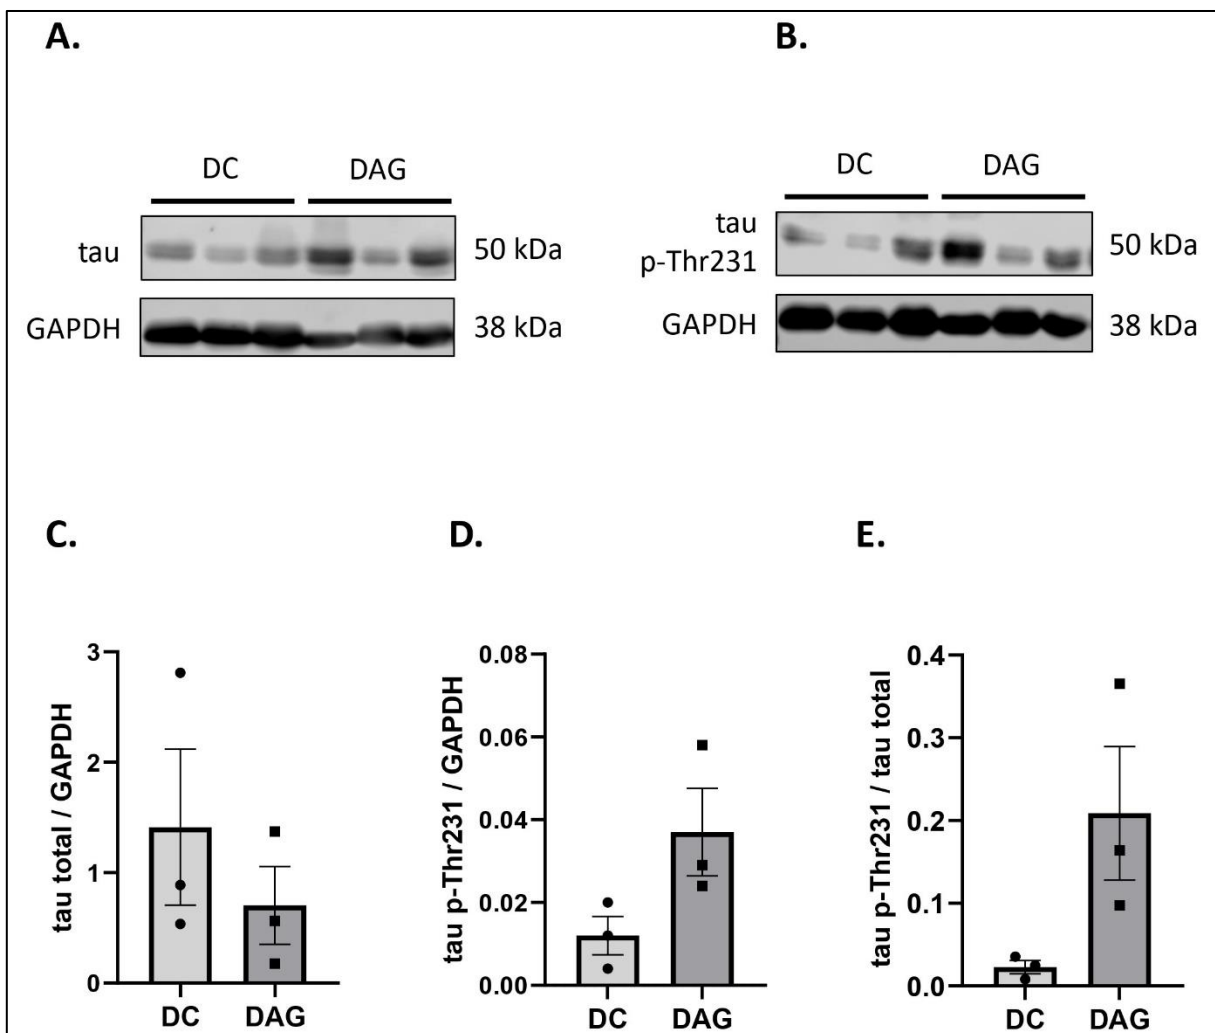 A.
B.
DC DAG
tau 50 kDa
GAPDH 38 kDa
DC DAG
tau
p-Thr231 50 kDa
GAPDH 38 kDa
C.
D.
E.
tau total / GAPDH
3
2
1
0
DC DAG
tau p-Thr231 / GAPDH
0.08
0.06
0.04
0.02
0.00
DC DAG
tau p-Thr231 / tau total
0.4
0.3
0.2
0.1
0.0
DC DAG